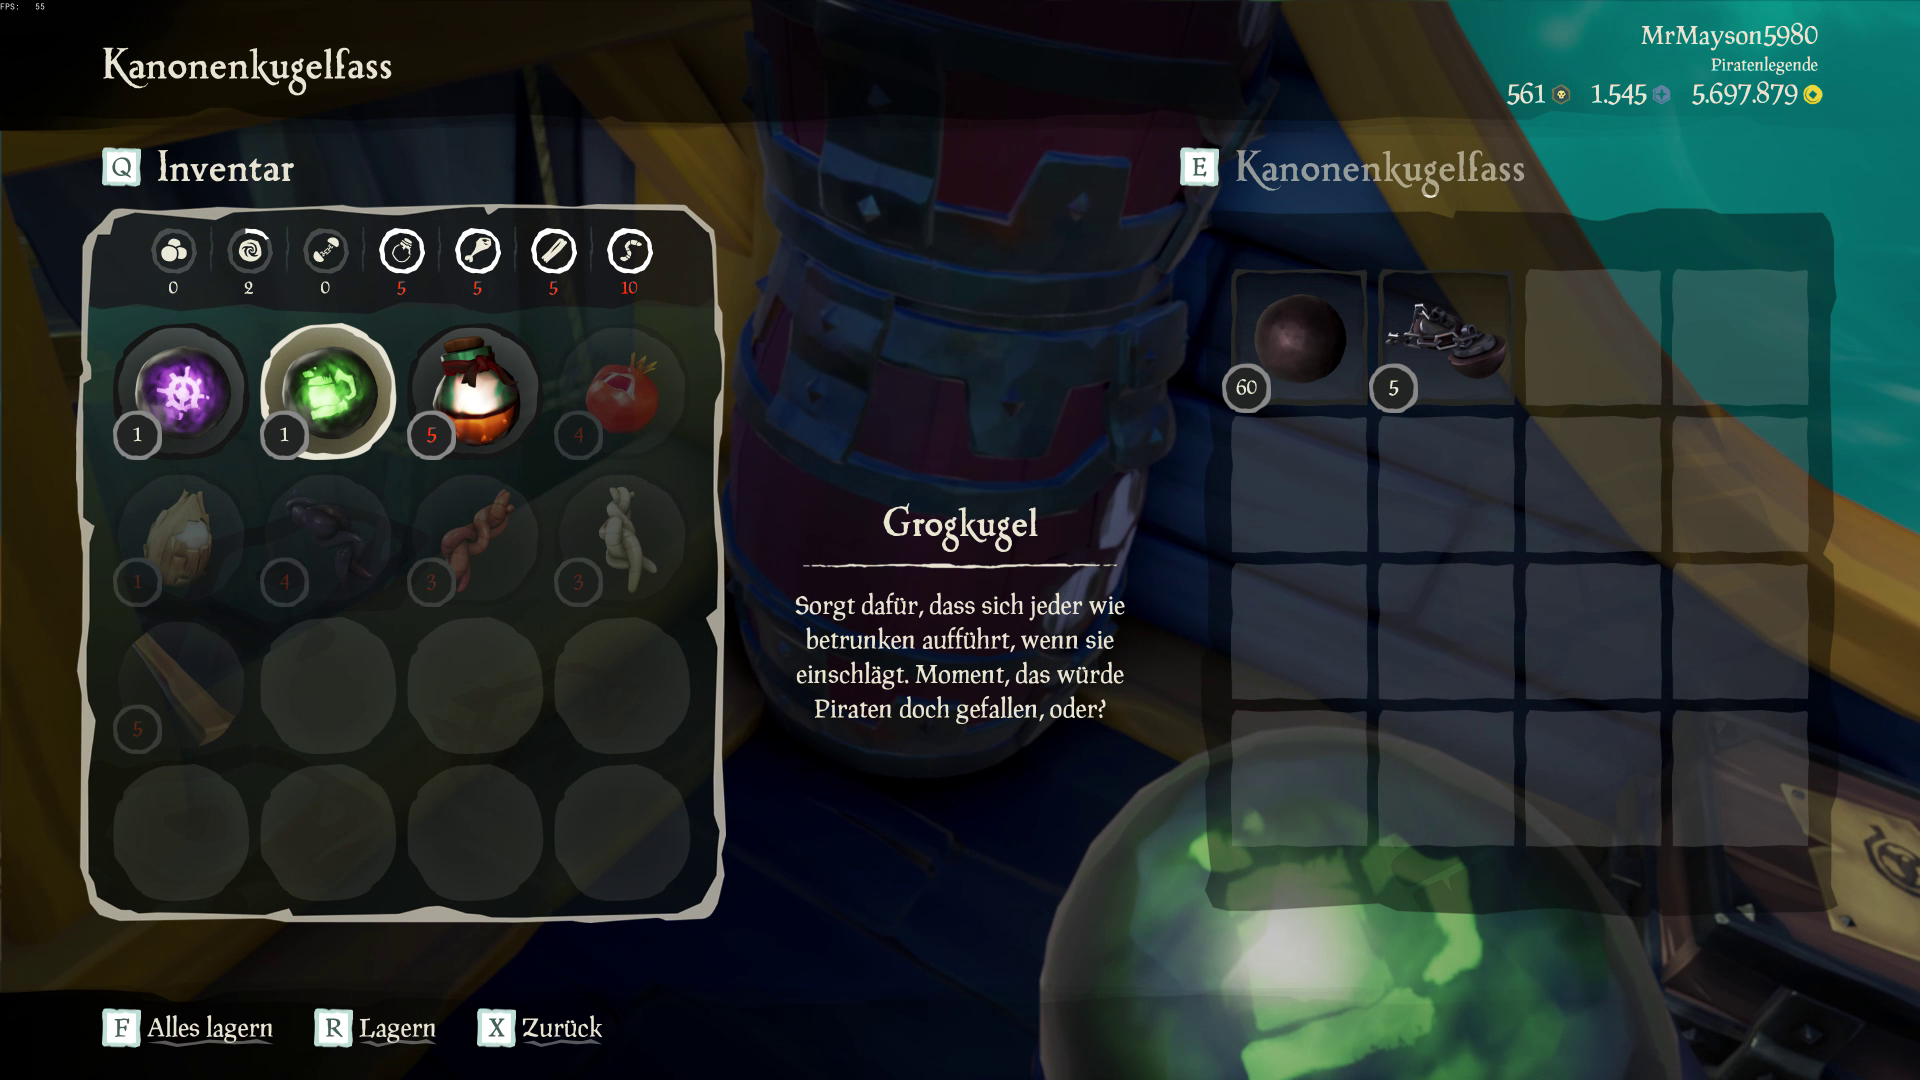 FPS: 55
Kanonenkugelfass
MrMayson5980
Piratenlegende
561 1.545 5.697.879
Q Inventar
E Kanonenkugelfass
0 2 0 5 5 5 10
1 1 5 4
60 5
1 4 3 3
Grogkugel
Sorgt dafür, dass sich jeder wie
betrunken aufführt, wenn sie
einschlägt. Moment, das würde
Piraten doch gefallen, oder?
5
F Alles lagern R Lagern X Zurück